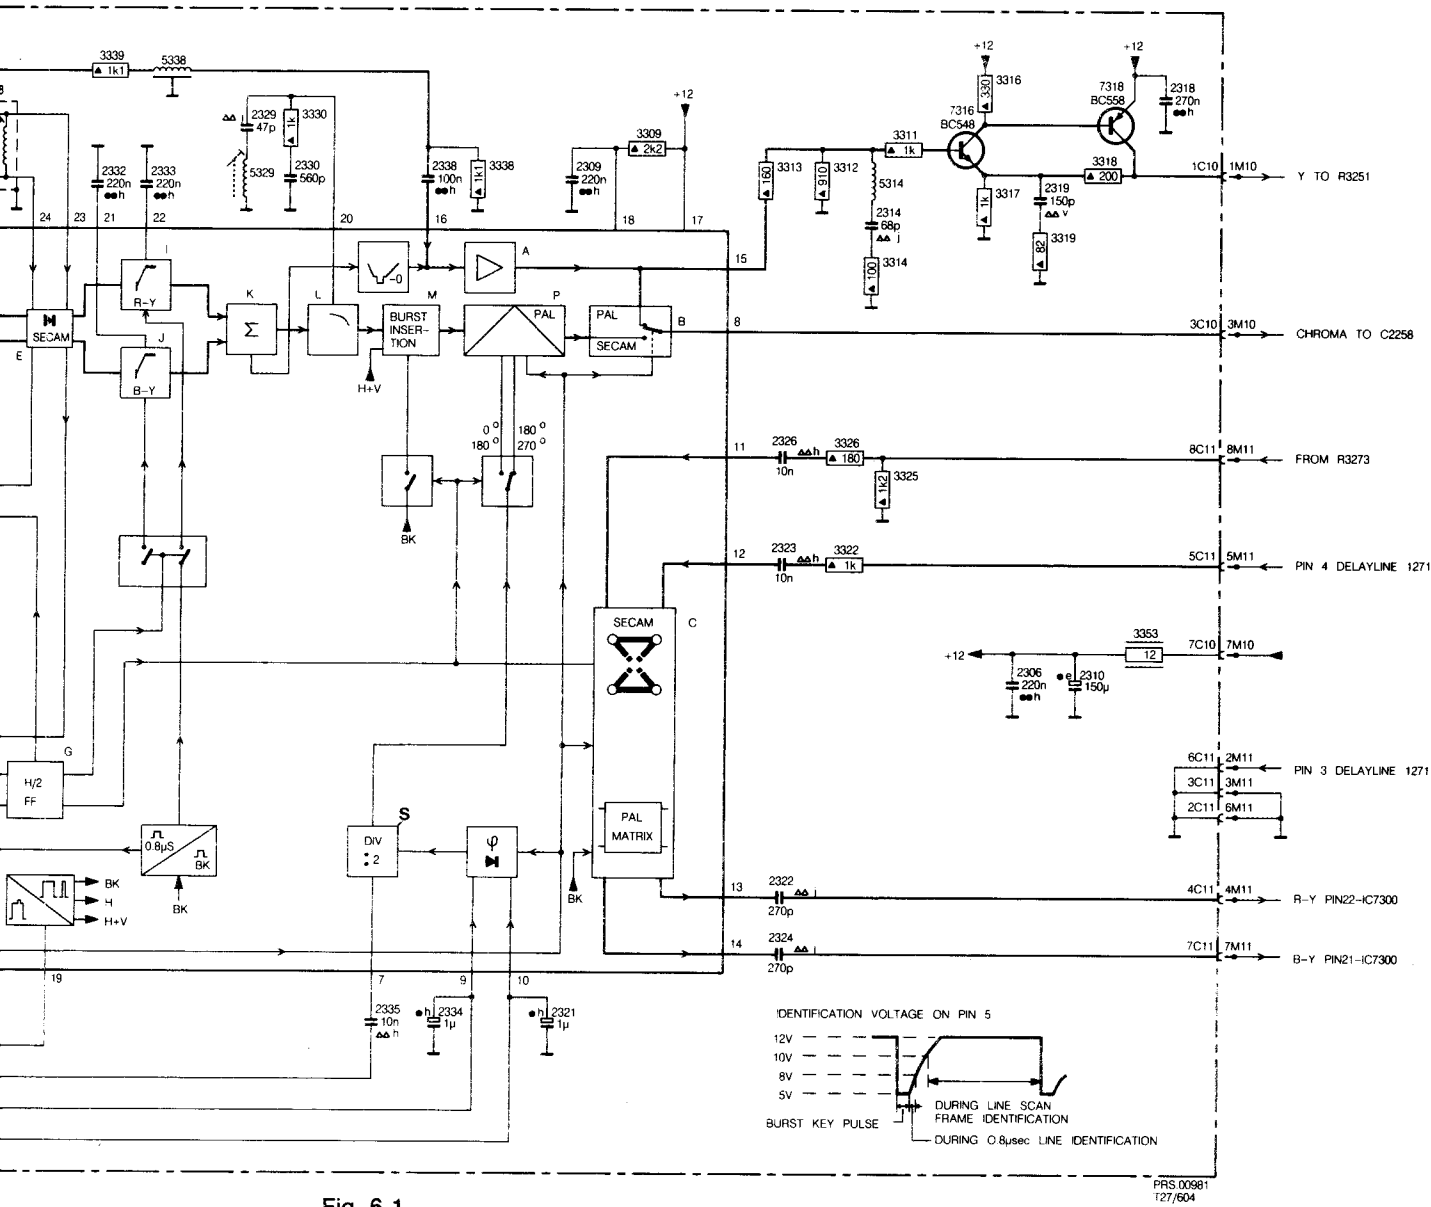 3339
1k1
5338
8
2329
47p
1k
3330
5329
2330
560p
2332
220n
h
2333
220n
h
2338
100n
h
1k1
3338
2309
220n
h
3309
2k2
+12
3311
1k
160
3313
910
3312
5314
2314
68p
j
100
3314
+12
330
3316
7316
BC548
+12
7318
BC558
2318
270n
h
1k
3317
2319
150p
v
82
3319
3318
200
1C10 1M10
Y TO R3251
24 23 21 22 20 16 18 17
15
I
R-Y
J
B-Y
SECAM
E
K
Σ
L
-0
A
M
BURST
INSER-
TION
H+V
P
PAL
PAL
SECAM
B
8
3C10 3M10
CHROMA TO C2258
0° 180°
180° 270°
BK
11
2326
10n
h
3326
180
1k2
3325
8C11 8M11
FROM R3273
12
2323
10n
h
3322
1k
5C11 5M11
PIN 4 DELAYLINE 1271
SECAM
C
PAL
MATRIX
BK
+12
2306
220n
h
e
2310
150µ
3353
12
7C10 7M10
6C11 2M11
PIN 3 DELAYLINE 1271
3C11 3M11
2C11 6M11
G
H/2
FF
0.8µS
BK
BK
BK
H
H+V
DIV
: 2
S
φ
13
2322
270p
j
4C11 4M11
R-Y PIN22-IC7300
14
2324
270p
j
7C11 7M11
B-Y PIN21-IC7300
19
7 9 10
2335
10n
h
h
2334
1µ
h
2321
1µ
IDENTIFICATION VOLTAGE ON PIN 5
12V
10V
8V
5V
DURING LINE SCAN
FRAME IDENTIFICATION
BURST KEY PULSE
DURING 0.8µsec LINE IDENTIFICATION
PRS.00981
T27/604
Fig. 6.1